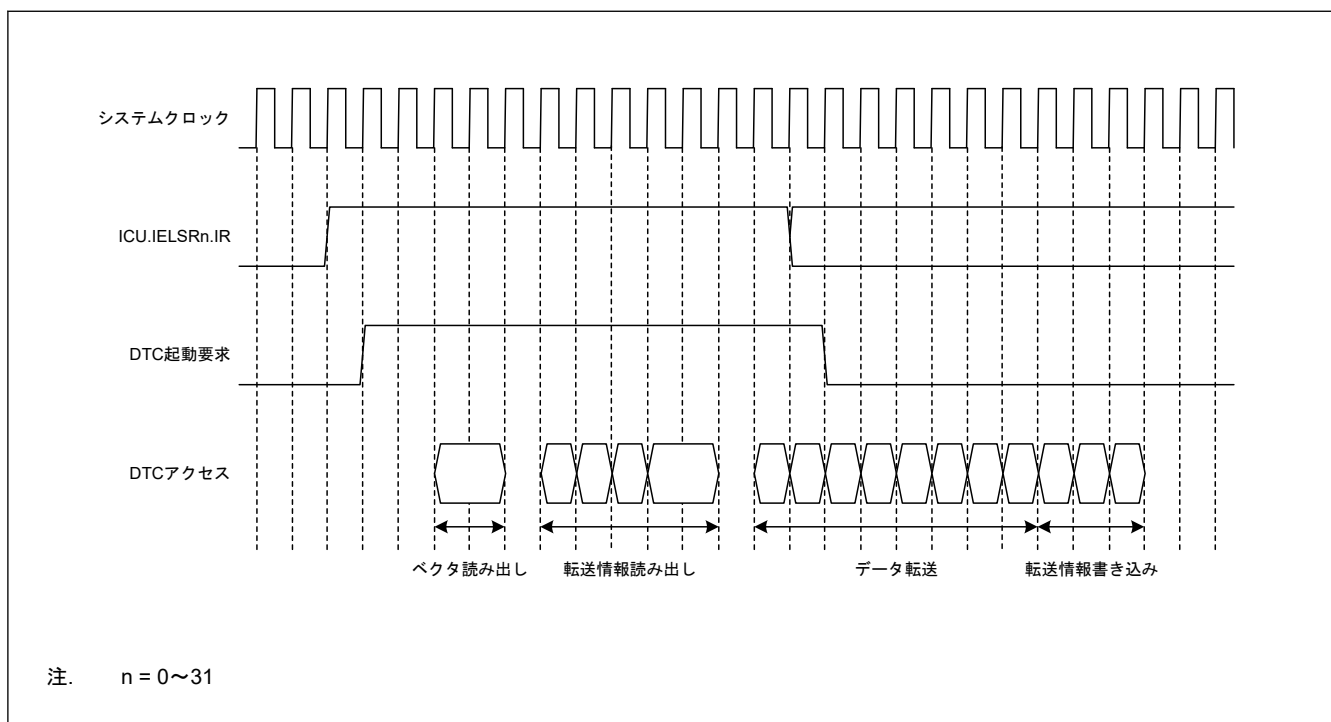 システムクロック
ICU.IELSRn.IR
DTC起動要求
DTCアクセス
ベクタ読み出し 転送情報読み出し データ転送 転送情報書き込み
注. n = 0〜31